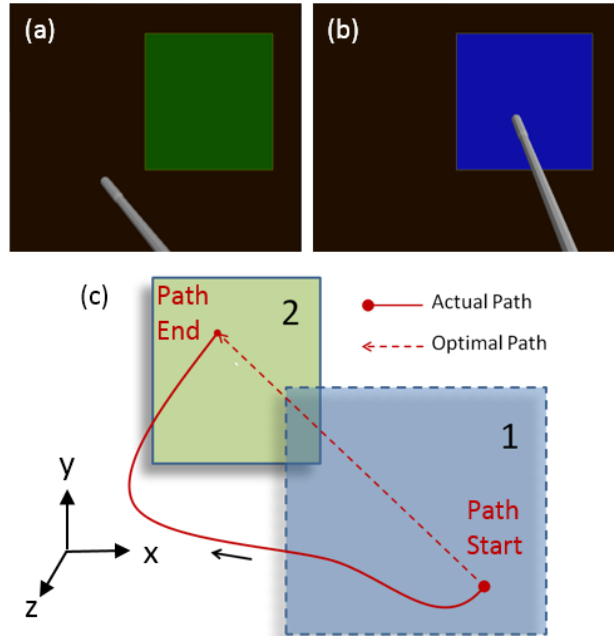 (a)
(b)
(c)
Path
End
2
Actual Path
Optimal Path
1
Path
Start
y
x
z